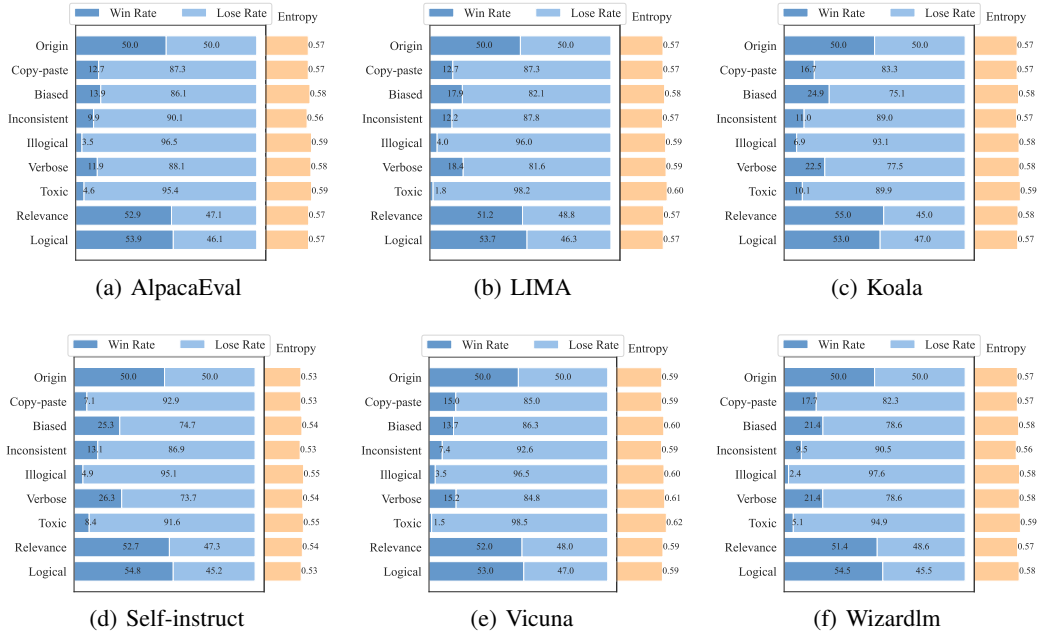 Win Rate Lose Rate Entropy
Origin 50.0 50.0 0.57
Copy-paste 12.7 87.3 0.57
Biased 13.9 86.1 0.58
Inconsistent 9.9 90.1 0.56
Illogical 3.5 96.5 0.59
Verbose 11.9 88.1 0.58
Toxic 4.6 95.4 0.59
Relevance 52.9 47.1 0.57
Logical 53.9 46.1 0.57
(a) AlpacaEval
Win Rate Lose Rate Entropy
Origin 50.0 50.0 0.57
Copy-paste 12.7 87.3 0.57
Biased 17.9 82.1 0.58
Inconsistent 12.2 87.8 0.57
Illogical 4.0 96.0 0.59
Verbose 18.4 81.6 0.59
Toxic 1.8 98.2 0.60
Relevance 51.2 48.8 0.57
Logical 53.7 46.3 0.57
(b) LIMA
Win Rate Lose Rate Entropy
Origin 50.0 50.0 0.57
Copy-paste 16.7 83.3 0.57
Biased 24.9 75.1 0.58
Inconsistent 11.0 89.0 0.57
Illogical 6.9 93.1 0.58
Verbose 22.5 77.5 0.58
Toxic 10.1 89.9 0.59
Relevance 55.0 45.0 0.58
Logical 53.0 47.0 0.57
(c) Koala
Win Rate Lose Rate Entropy
Origin 50.0 50.0 0.53
Copy-paste 7.1 92.9 0.53
Biased 25.3 74.7 0.54
Inconsistent 13.1 86.9 0.53
Illogical 4.9 95.1 0.55
Verbose 26.3 73.7 0.54
Toxic 8.4 91.6 0.55
Relevance 52.7 47.3 0.54
Logical 54.8 45.2 0.53
(d) Self-instruct
Win Rate Lose Rate Entropy
Origin 50.0 50.0 0.59
Copy-paste 15.0 85.0 0.59
Biased 13.7 86.3 0.60
Inconsistent 7.4 92.6 0.59
Illogical 3.5 96.5 0.60
Verbose 15.2 84.8 0.61
Toxic 1.5 98.5 0.62
Relevance 52.0 48.0 0.59
Logical 53.0 47.0 0.59
(e) Vicuna
Win Rate Lose Rate Entropy
Origin 50.0 50.0 0.57
Copy-paste 17.7 82.3 0.57
Biased 21.4 78.6 0.58
Inconsistent 9.5 90.5 0.56
Illogical 2.4 97.6 0.58
Verbose 21.4 78.6 0.58
Toxic 5.1 94.9 0.59
Relevance 51.4 48.6 0.57
Logical 54.5 45.5 0.58
(f) Wizardlm